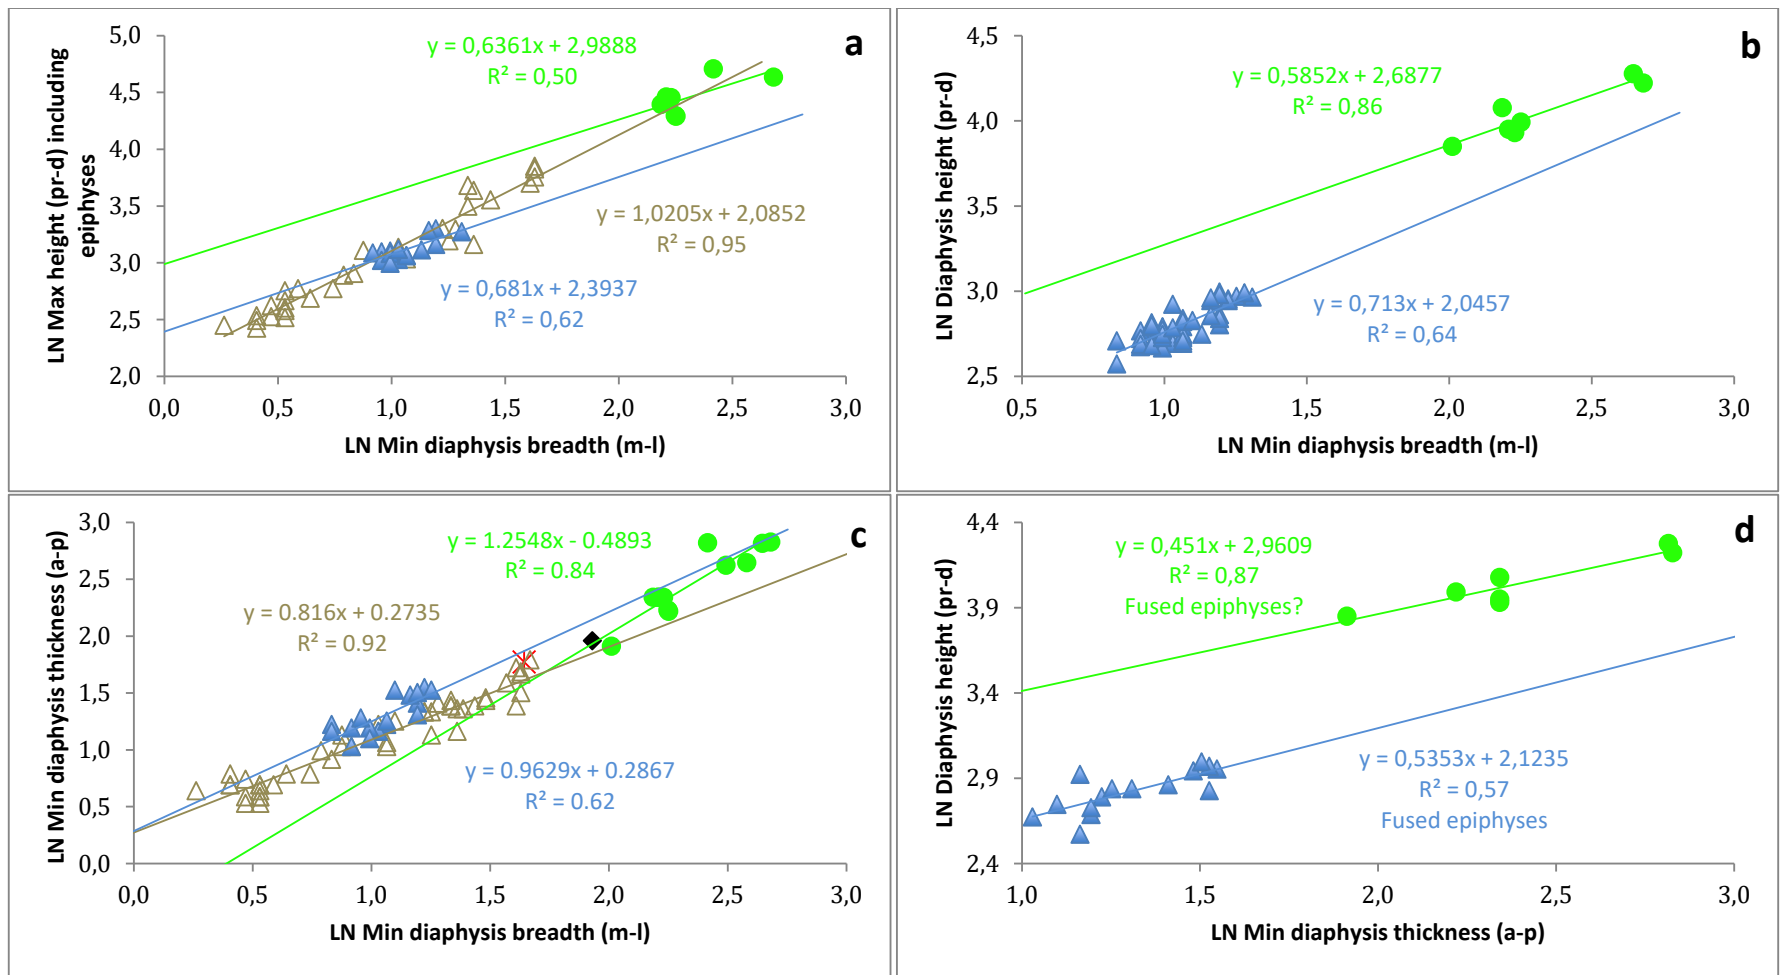 a
y = 0,6361x + 2,9888
R² = 0,50
y = 1,0205x + 2,0852
R² = 0,95
y = 0,681x + 2,3937
R² = 0,62
LN Max height (pr-d) including
epiphyses
5,0
4,5
4,0
3,5
3,0
2,5
2,0
0,0 0,5 1,0 1,5 2,0 2,5 3,0
LN Min diaphysis breadth (m-l)
b
y = 0,5852x + 2,6877
R² = 0,86
y = 0,713x + 2,0457
R² = 0,64
LN Diaphysis height (pr-d)
4,5
4,0
3,5
3,0
2,5
0,5 1,0 1,5 2,0 2,5 3,0
LN Min diaphysis breadth (m-l)
c
y = 1.2548x - 0.4893
R² = 0.84
y = 0.816x + 0.2735
R² = 0.92
y = 0.9629x + 0.2867
R² = 0.62
LN Min diaphysis thickness (a-p)
3,0
2,5
2,0
1,5
1,0
0,5
0,0
0,0 0,5 1,0 1,5 2,0 2,5 3,0
LN Min diaphysis breadth (m-l)
d
y = 0,451x + 2,9609
R² = 0,87
Fused epiphyses?
y = 0,5353x + 2,1235
R² = 0,57
Fused epiphyses
LN Diaphysis height (pr-d)
4,4
3,9
3,4
2,9
2,4
1,0 1,5 2,0 2,5 3,0
LN Min diaphysis thickness (a-p)